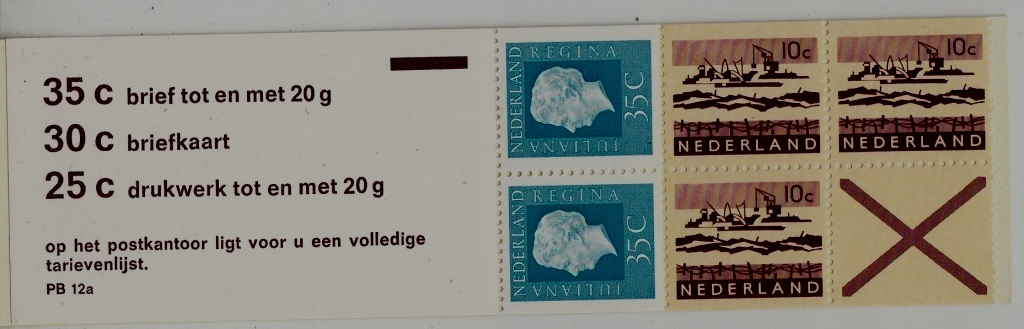 35 c brief tot en met 20 g
30 c briefkaart
25 c drukwerk tot en met 20 g
op het postkantoor ligt voor u een volledige
tarievenlijst.
PB 12a
NEDERLAND
REGINA
35C
JULIANA
10c
NEDERLAND
10c
NEDERLAND
NEDERLAND
REGINA
35C
JULIANA
10c
NEDERLAND